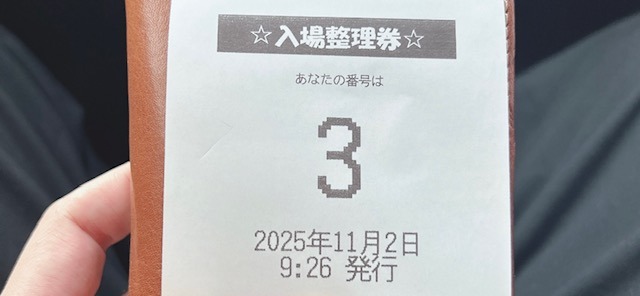 ☆入場整理券☆
あなたの番号は
3
2025年11月2日
9:26 発行